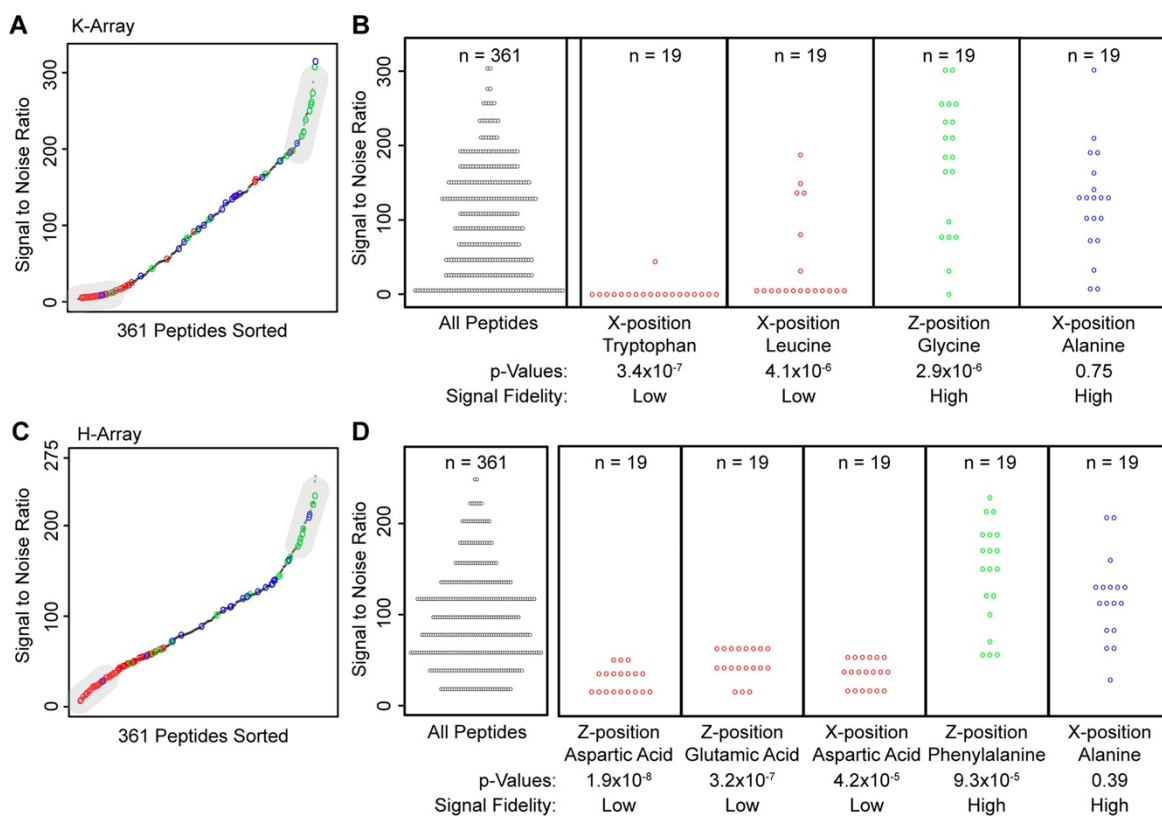 A
K-Array
Signal to Noise Ratio
300
200
100
0
361 Peptides Sorted
B
Signal to Noise Ratio
300
200
100
0
n = 361
n = 19
n = 19
n = 19
n = 19
All Peptides
X-position
Tryptophan
X-position
Leucine
Z-position
Glycine
X-position
Alanine
p-Values: 3.4x10⁻⁷ 4.1x10⁻⁶ 2.9x10⁻⁶ 0.75
Signal Fidelity: Low Low High High
C
H-Array
Signal to Noise Ratio
275
200
100
0
361 Peptides Sorted
D
Signal to Noise Ratio
200
100
0
n = 361
n = 19
n = 19
n = 19
n = 19
n = 19
All Peptides
Z-position
Aspartic Acid
Z-position
Glutamic Acid
X-position
Aspartic Acid
Z-position
Phenylalanine
X-position
Alanine
p-Values: 1.9x10⁻⁸ 3.2x10⁻⁷ 4.2x10⁻⁵ 9.3x10⁻⁵ 0.39
Signal Fidelity: Low Low Low High High